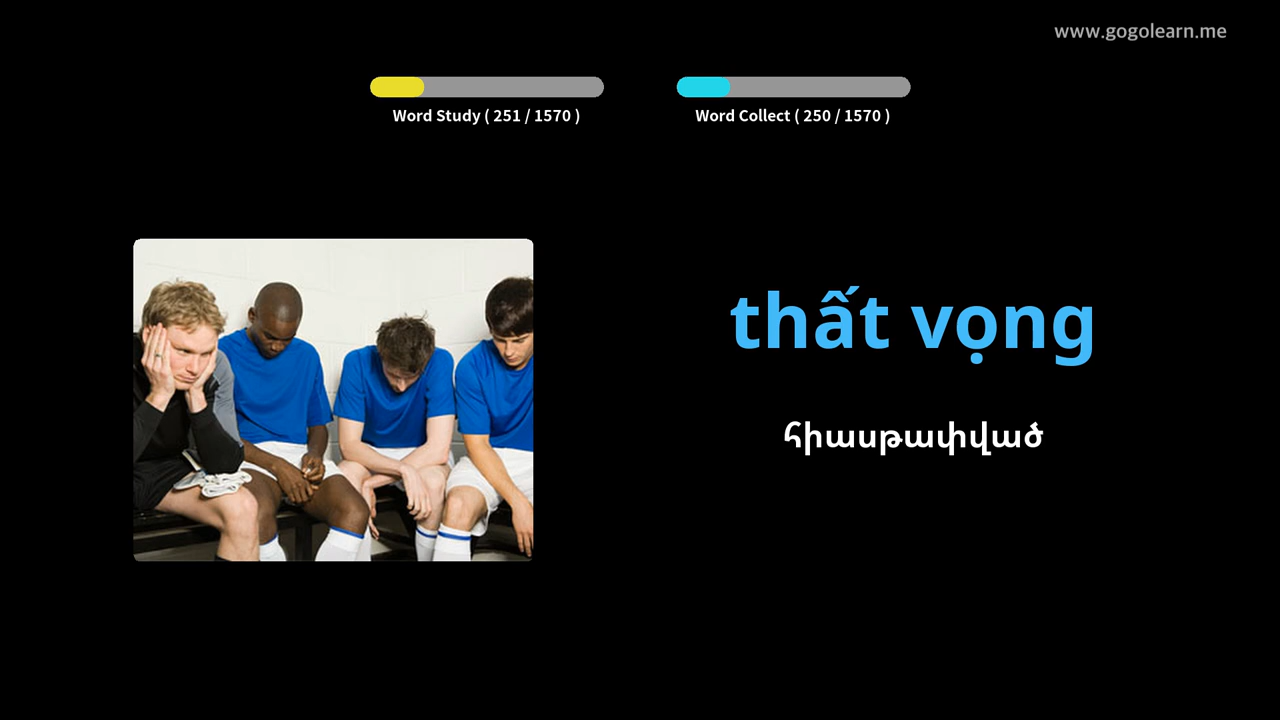 www.gogolearn.me
Word Study ( 251 / 1570 )
Word Collect ( 250 / 1570 )
thất vọng
հիասթափված